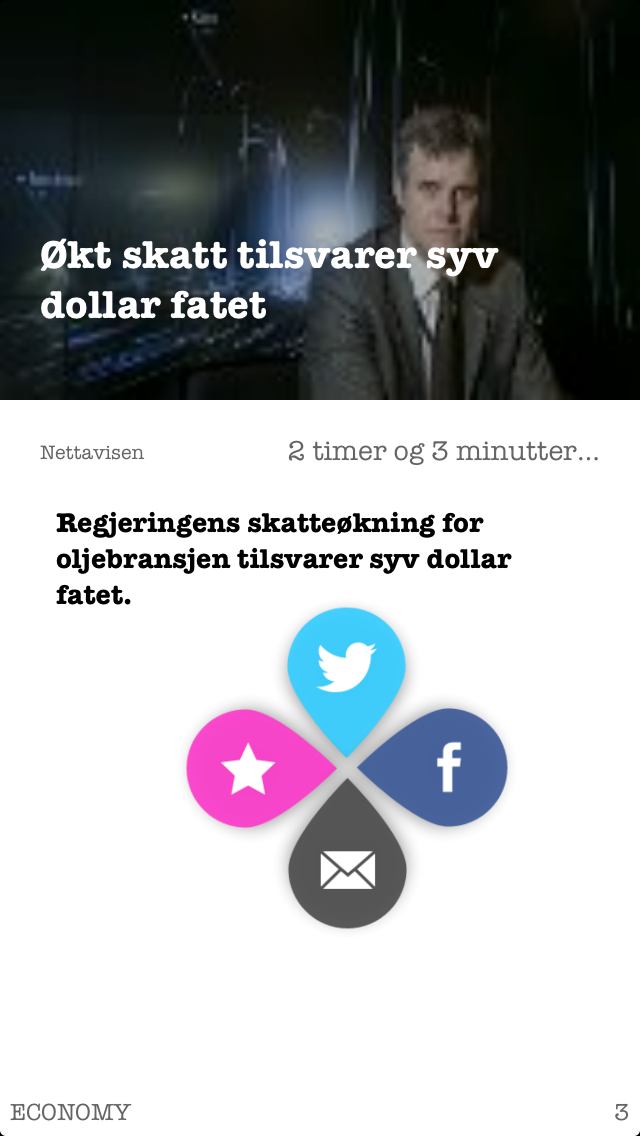 Økt skatt tilsvarer syv
dollar fatet
Nettavisen
2 timer og 3 minutter...
Regjeringens skatteøkning for
oljebransjen tilsvarer syv dollar
fatet.
ECONOMY
3